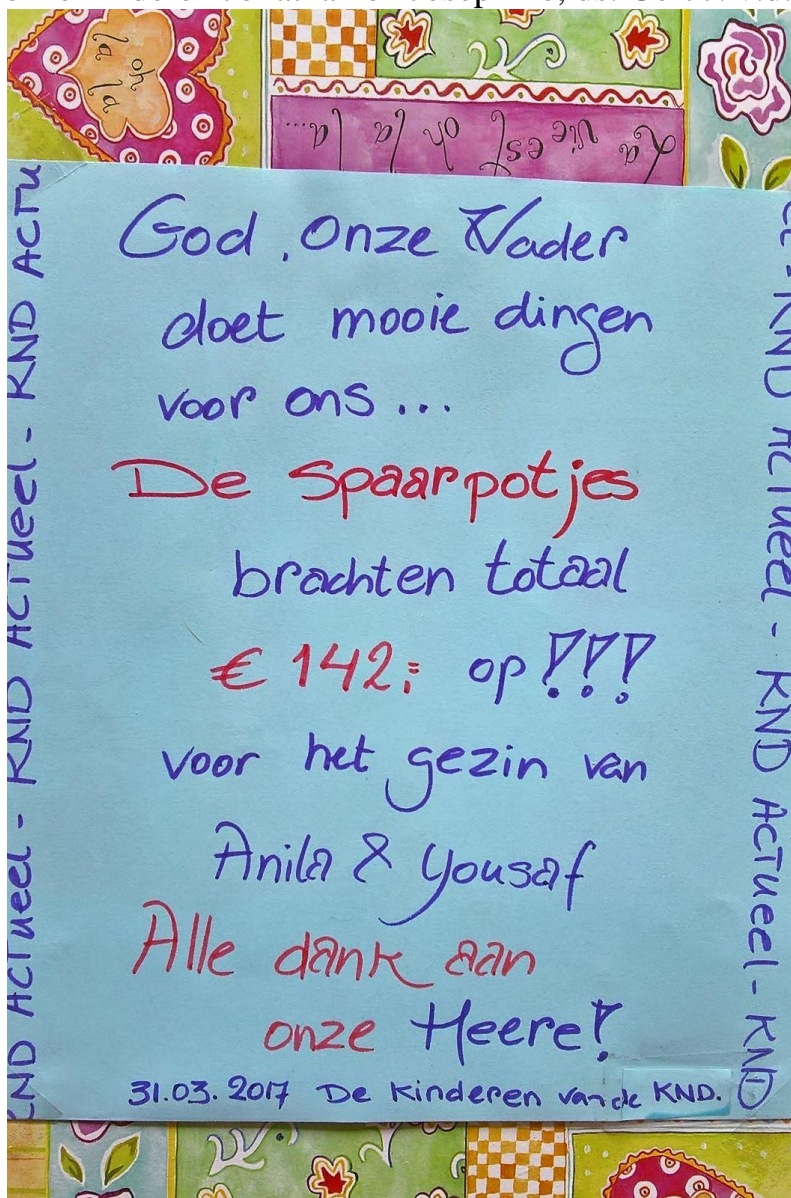 oh
la la
La vie est oh la la...
God, onze Vader
doet mooie dingen
voor ons...
De Spaarpotjes
brachten totaal
€ 142,= op!!!
voor het gezin van
Anila & Yousaf
Alle dank aan
onze Heere!
31.03.2017 De Kinderen van de KND.
ND ACTUEEL - KND ACTUEEL - KND ACTU
EL - KND ACTUEEL - KND ACTUEEL - KND